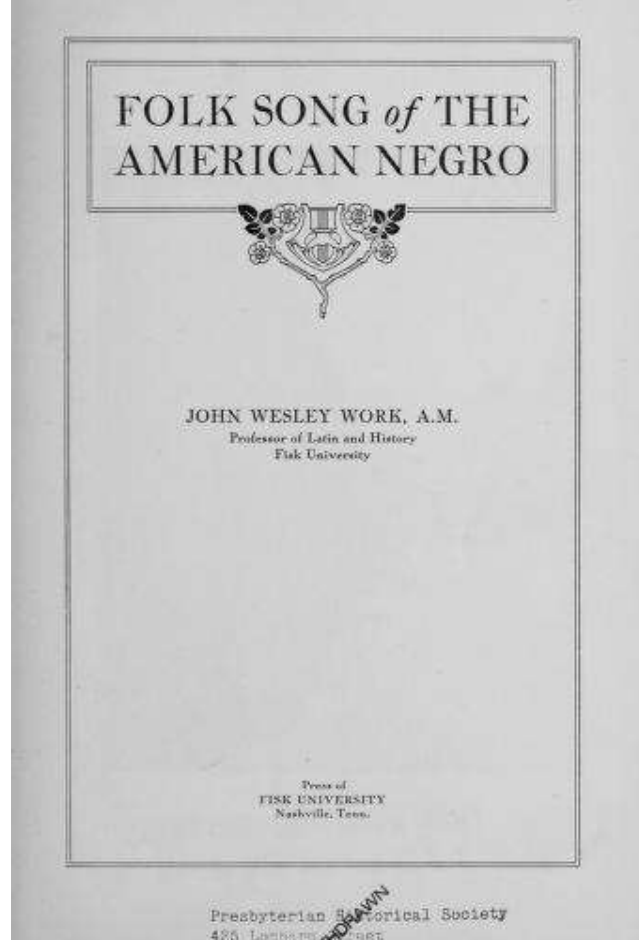 FOLK SONG of THE
AMERICAN NEGRO
JOHN WESLEY WORK, A.M.
Professor of Latin and History
Fisk University
Press of
FISK UNIVERSITY
Nashville, Tenn.
Presbyterian Historical Society
425